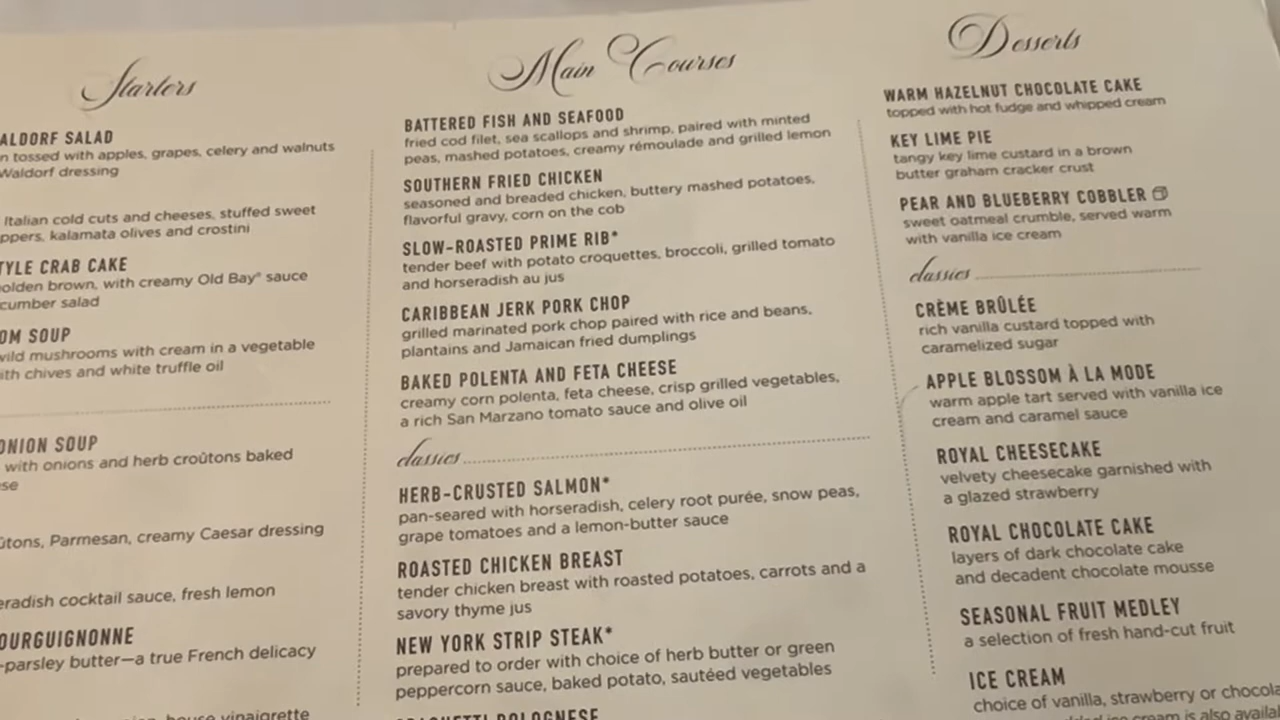 Starters
ALDORF SALAD
n tossed with apples, grapes, celery and walnuts
Waldorf dressing
Italian cold cuts and cheeses, stuffed sweet
ppers, kalamata olives and crostini
TYLE CRAB CAKE
olden brown, with creamy Old Bay® sauce
cumber salad
OM SOUP
wild mushrooms with cream in a vegetable
ith chives and white truffle oil
ONION SOUP
with onions and herb croûtons baked
se
ûtons, Parmesan, creamy Caesar dressing
eradish cocktail sauce, fresh lemon
OURGUIGNONNE
-parsley butter—a true French delicacy
house vinaigrette
Main Courses
BATTERED FISH AND SEAFOOD
fried cod filet, sea scallops and shrimp, paired with minted
peas, mashed potatoes, creamy rémoulade and grilled lemon
SOUTHERN FRIED CHICKEN
seasoned and breaded chicken, buttery mashed potatoes,
flavorful gravy, corn on the cob
SLOW-ROASTED PRIME RIB*
tender beef with potato croquettes, broccoli, grilled tomato
and horseradish au jus
CARIBBEAN JERK PORK CHOP
grilled marinated pork chop paired with rice and beans,
plantains and Jamaican fried dumplings
BAKED POLENTA AND FETA CHEESE
creamy corn polenta, feta cheese, crisp grilled vegetables,
a rich San Marzano tomato sauce and olive oil
classics
HERB-CRUSTED SALMON*
pan-seared with horseradish, celery root purée, snow peas,
grape tomatoes and a lemon-butter sauce
ROASTED CHICKEN BREAST
tender chicken breast with roasted potatoes, carrots and a
savory thyme jus
NEW YORK STRIP STEAK*
prepared to order with choice of herb butter or green
peppercorn sauce, baked potato, sautéed vegetables
SPAGHETTI BOLOGNESE
Desserts
WARM HAZELNUT CHOCOLATE CAKE
topped with hot fudge and whipped cream
KEY LIME PIE
tangy key lime custard in a brown
butter graham cracker crust
PEAR AND BLUEBERRY COBBLER
sweet oatmeal crumble, served warm
with vanilla ice cream
classics
CRÈME BRÛLÉE
rich vanilla custard topped with
caramelized sugar
APPLE BLOSSOM À LA MODE
warm apple tart served with vanilla ice
cream and caramel sauce
ROYAL CHEESECAKE
velvety cheesecake garnished with
a glazed strawberry
ROYAL CHOCOLATE CAKE
layers of dark chocolate cake
and decadent chocolate mousse
SEASONAL FRUIT MEDLEY
a selection of fresh hand-cut fruit
ICE CREAM
choice of vanilla, strawberry or chocola
ice cream is also availa